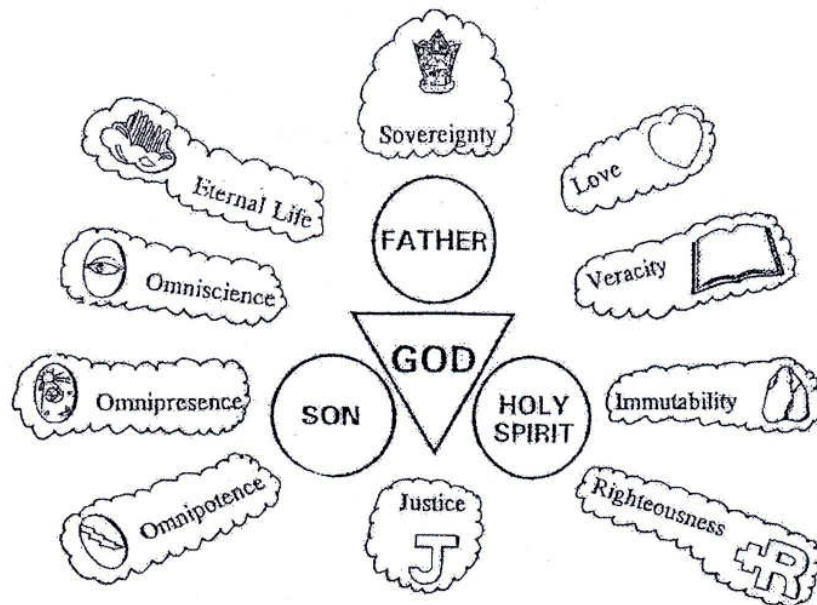 Sovereignty
Eternal Life
Love
FATHER
Omniscience
Veracity
GOD
Omnipresence
SON
HOLY
SPIRIT
Immutability
Omnipotence
Justice
J
Righteousness
+R